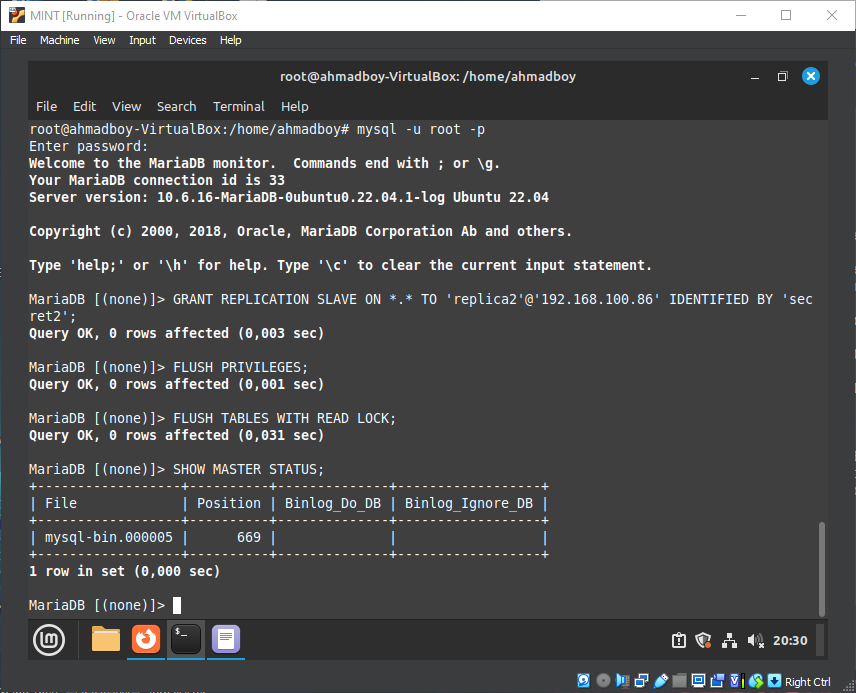 MINT [Running] - Oracle VM VirtualBox
File Machine View Input Devices Help
root@ahmadboy-VirtualBox: /home/ahmadboy
File Edit View Search Terminal Help
root@ahmadboy-VirtualBox:/home/ahmadboy# mysql -u root -p
Enter password:
Welcome to the MariaDB monitor.  Commands end with ; or \g.
Your MariaDB connection id is 33
Server version: 10.6.16-MariaDB-0ubuntu0.22.04.1-log Ubuntu 22.04
Copyright (c) 2000, 2018, Oracle, MariaDB Corporation Ab and others.
Type 'help;' or '\h' for help. Type '\c' to clear the current input statement.
MariaDB [(none)]> GRANT REPLICATION SLAVE ON *.* TO 'replica2'@'192.168.100.86' IDENTIFIED BY 'sec
ret2';
Query OK, 0 rows affected (0,003 sec)
MariaDB [(none)]> FLUSH PRIVILEGES;
Query OK, 0 rows affected (0,001 sec)
MariaDB [(none)]> FLUSH TABLES WITH READ LOCK;
Query OK, 0 rows affected (0,031 sec)
MariaDB [(none)]> SHOW MASTER STATUS;
+------------------+----------+--------------+------------------+
| File             | Position | Binlog_Do_DB | Binlog_Ignore_DB |
+------------------+----------+--------------+------------------+
| mysql-bin.000005 |      669 |              |                  |
+------------------+----------+--------------+------------------+
1 row in set (0,000 sec)
MariaDB [(none)]>
20:30
Right Ctrl